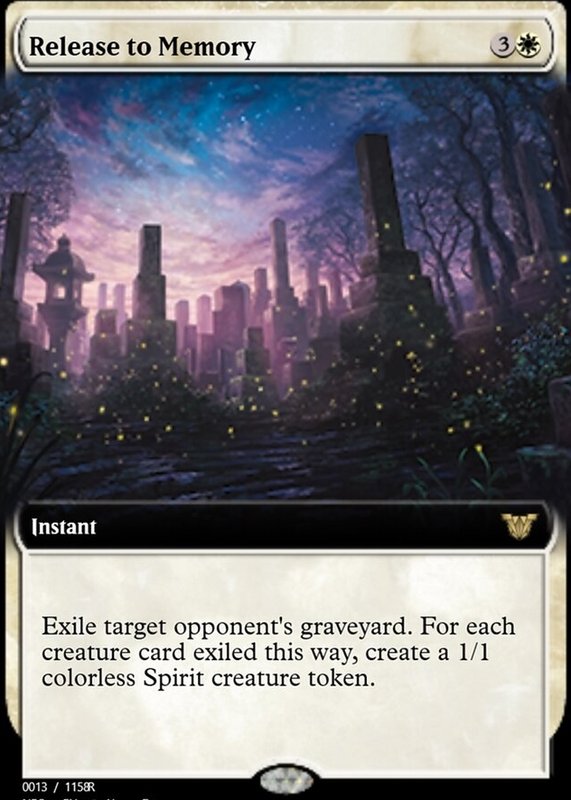 Release to Memory 3
Instant
Exile target opponent's graveyard. For each
creature card exiled this way, create a 1/1
colorless Spirit creature token.
0013 / 1158R